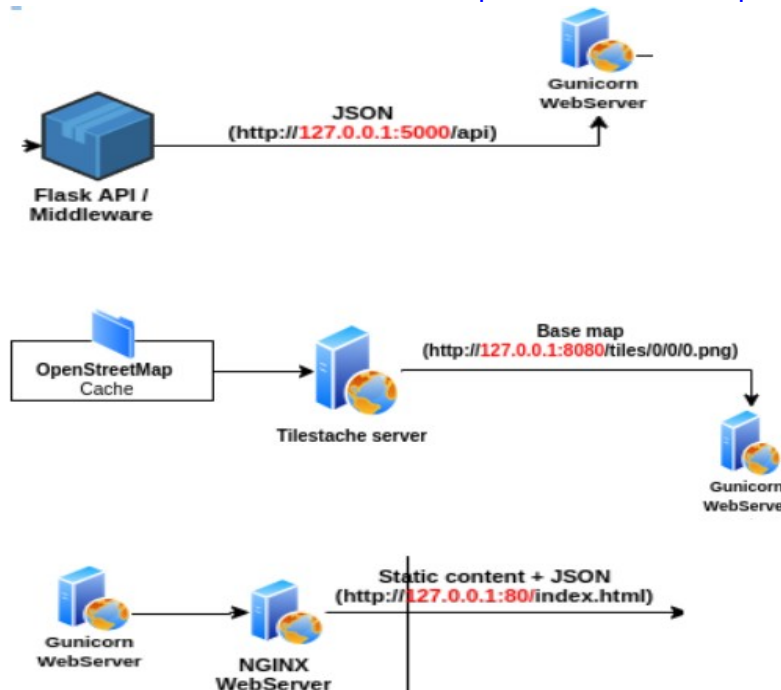 Gunicorn
WebServer
JSON
(http://127.0.0.1:5000/api)
Flask API /
Middleware
Base map
(http://127.0.0.1:8080/tiles/0/0/0.png)
OpenStreetMap
Cache
Tilestache server
Gunicorn
WebServe
Static content + JSON
(http://127.0.0.1:80/index.html)
Gunicorn
WebServer
NGINX
WebServer